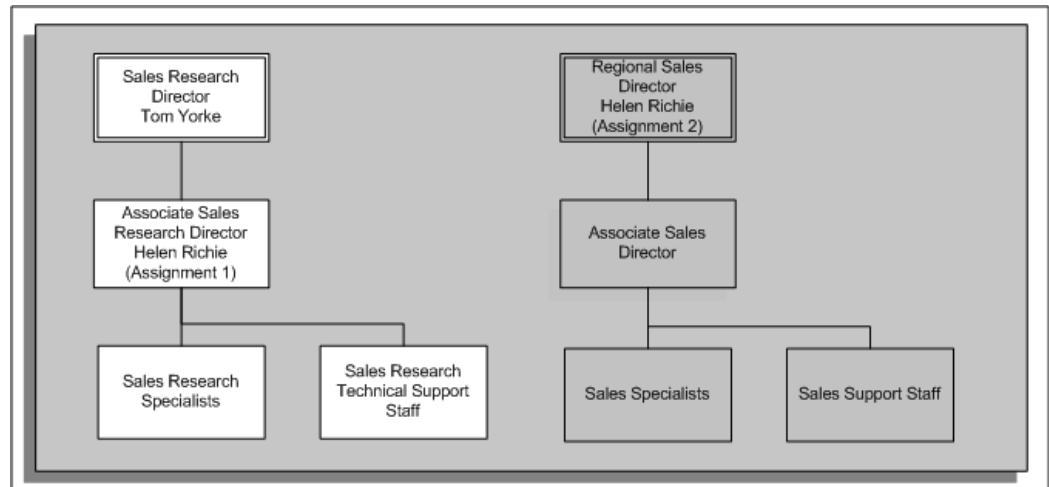 Sales Research
Director
Tom Yorke
Associate Sales
Research Director
Helen Richie
(Assignment 1)
Sales Research
Specialists
Sales Research
Technical Support
Staff
Regional Sales
Director
Helen Richie
(Assignment 2)
Associate Sales
Director
Sales Specialists
Sales Support Staff